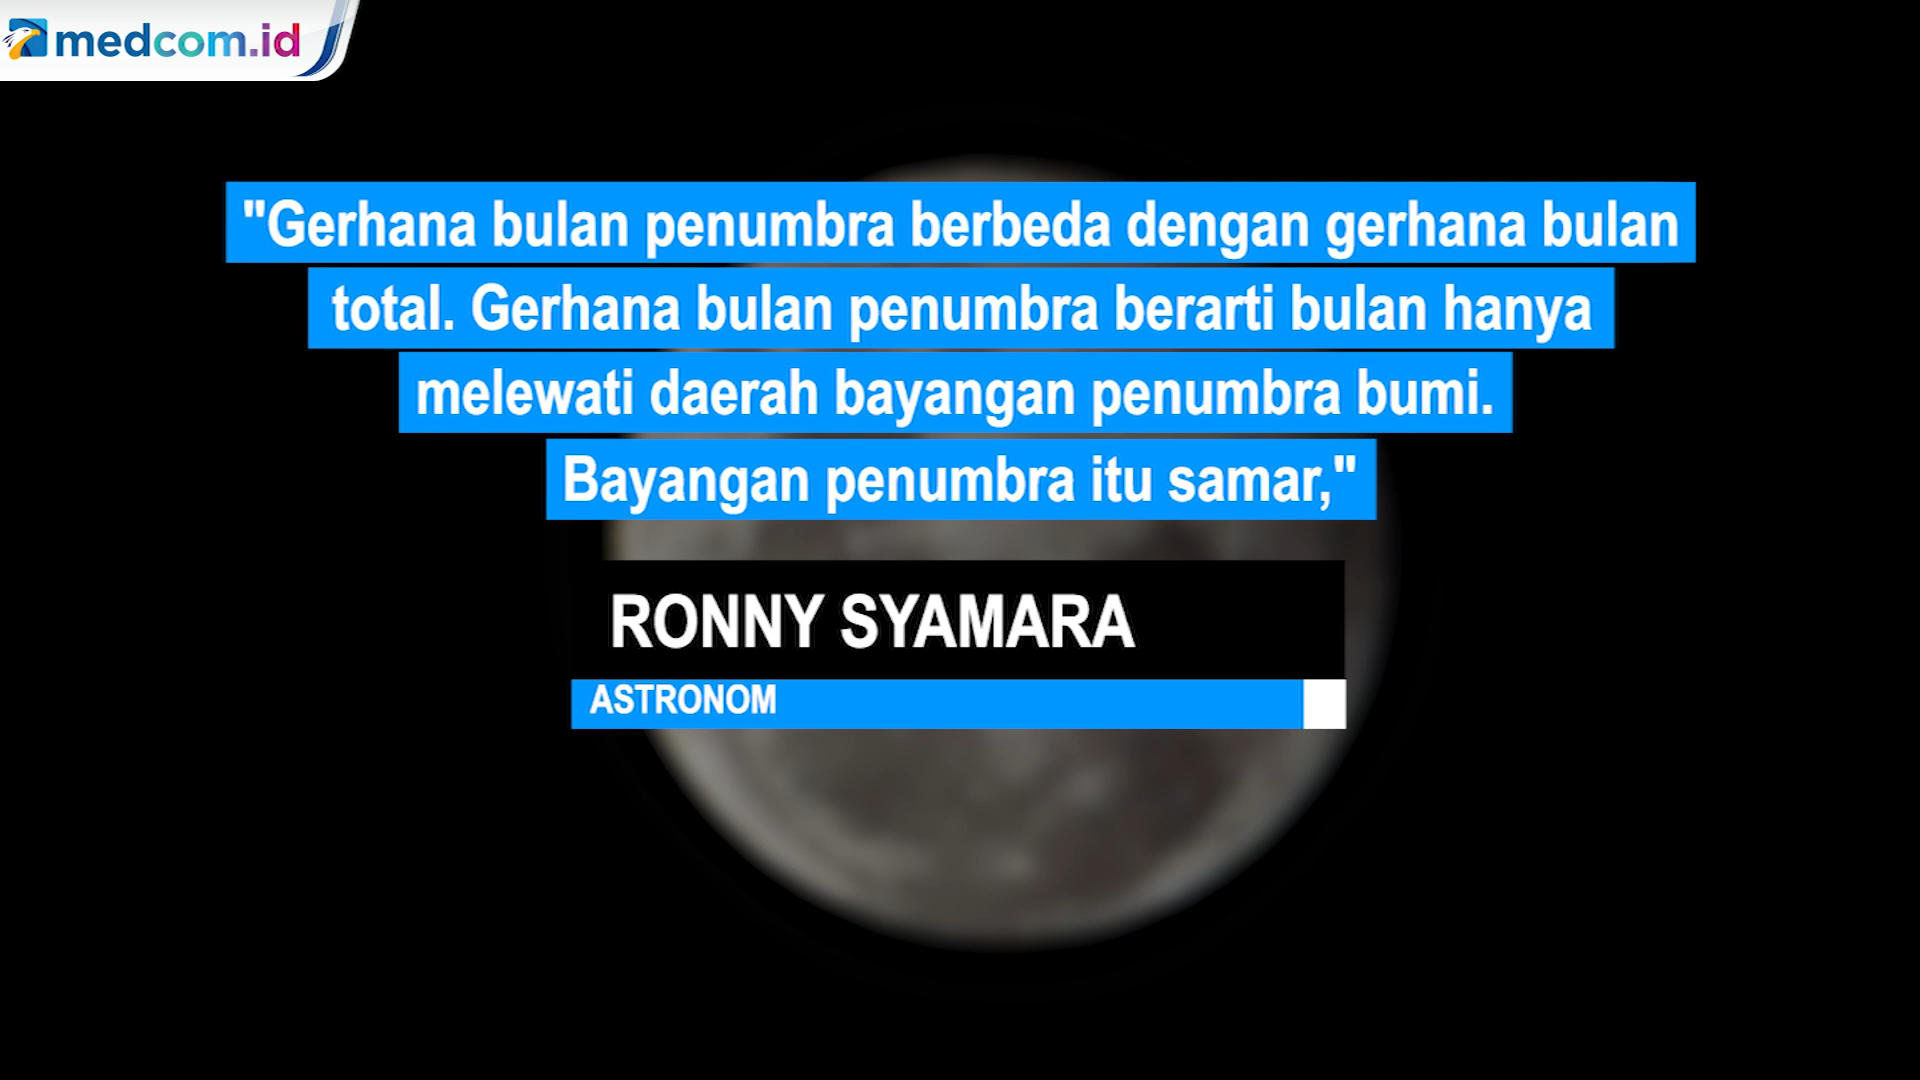 medcom.id
"Gerhana bulan penumbra berbeda dengan gerhana bulan
total. Gerhana bulan penumbra berarti bulan hanya
melewati daerah bayangan penumbra bumi.
Bayangan penumbra itu samar,"
RONNY SYAMARA
ASTRONOM